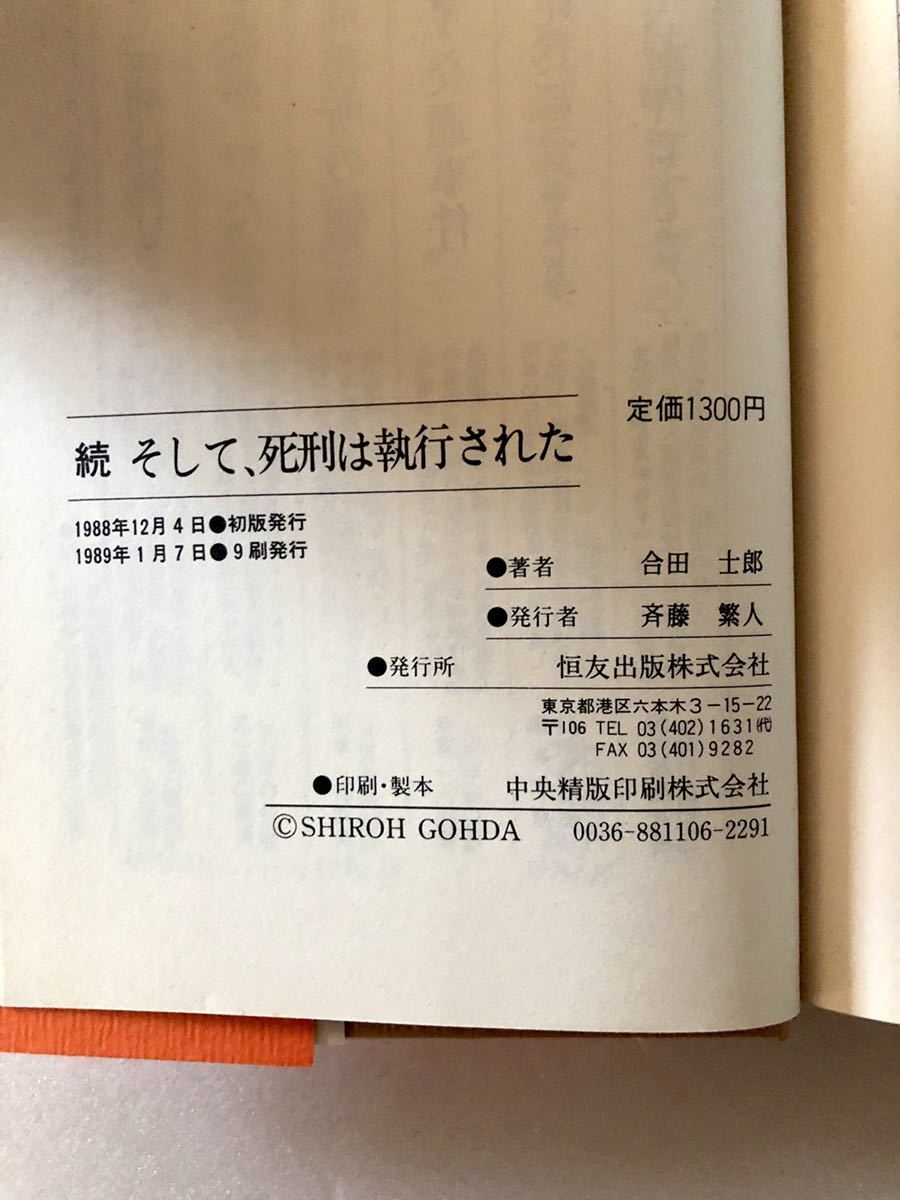 定価1300円
続 そして、死刑は執行された
1988年12月4日●初版発行
1989年1月7日●9刷発行
●著者 合田 士郎
●発行者 斉藤 繁人
●発行所 恒友出版株式会社
東京都港区六本木3-15-22
〒106 TEL 03(402)1631㈹
FAX 03(401)9282
●印刷・製本 中央精版印刷株式会社
©SHIROH GOHDA 0036-881106-2291